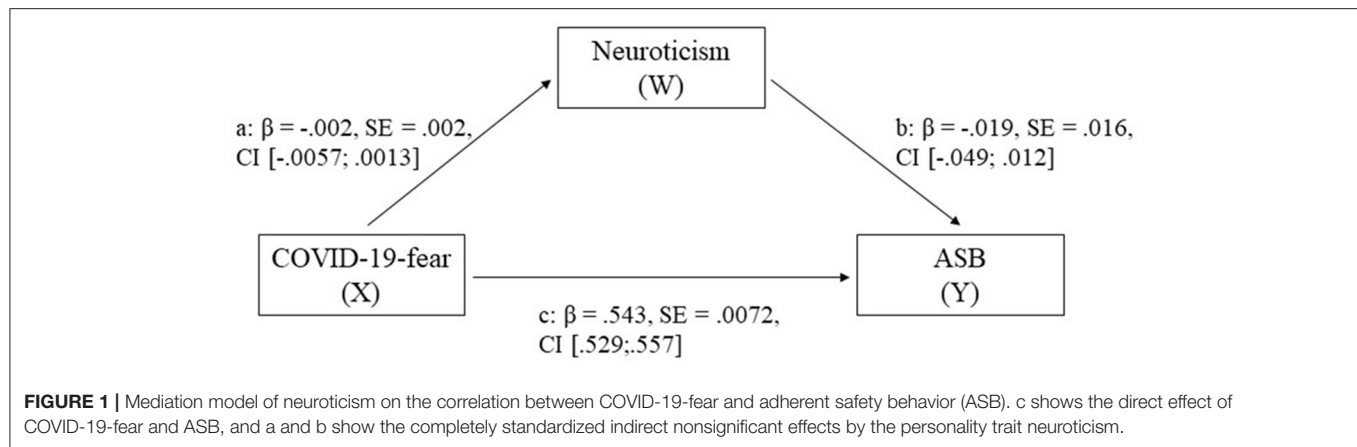 Neuroticism
(W)
a: β = -.002, SE = .002,
CI [-.0057; .0013]
b: β = -.019, SE = .016,
CI [-.049; .012]
COVID-19-fear
(X)
ASB
(Y)
c: β = .543, SE = .0072,
CI [.529;.557]
FIGURE 1 | Mediation model of neuroticism on the correlation between COVID-19-fear and adherent safety behavior (ASB). c shows the direct effect of
COVID-19-fear and ASB, and a and b show the completely standardized indirect nonsignificant effects by the personality trait neuroticism.